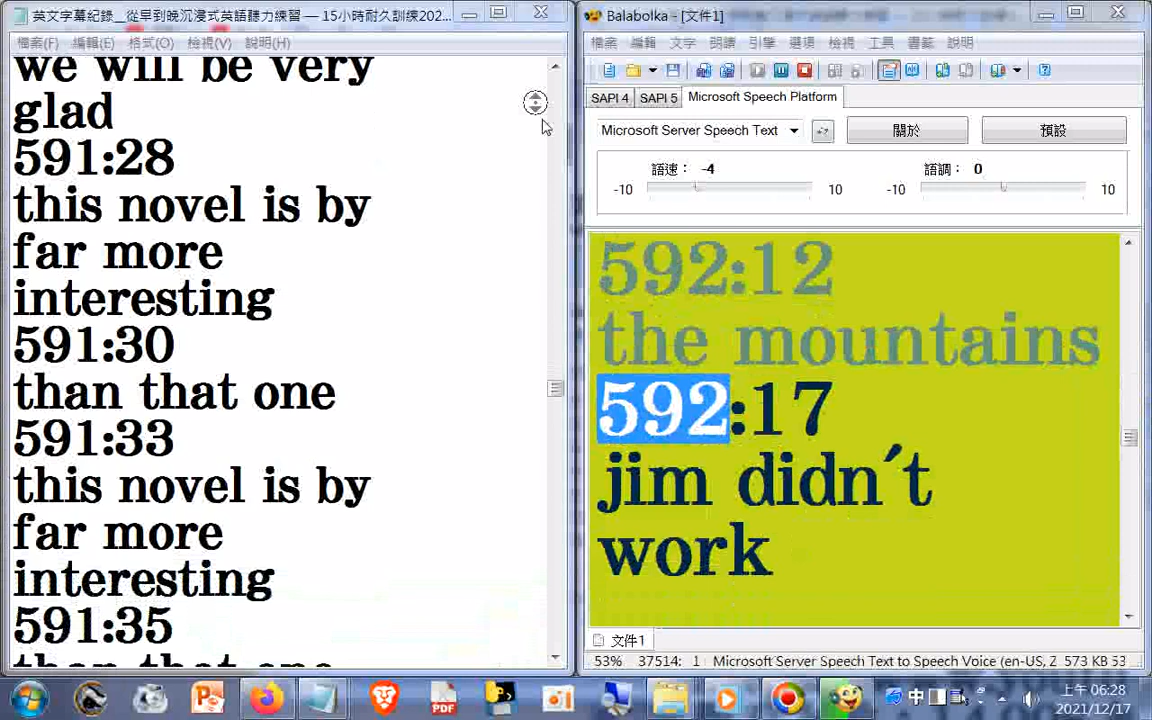 英文字幕紀錄__從早到晚沉浸式英語聽力練習 — 15小時耐久訓練202...
檔案(F) 編輯(E) 格式(O) 檢視(V) 說明(H)
we will be very
glad
591:28
this novel is by
far more
interesting
591:30
than that one
591:33
this novel is by
far more
interesting
591:35
than that one
Balabolka - [文件1]
檔案 編輯 文字 朗讀 引擎 選項 檢視 工具 書籤 說明
SAPI 4 SAPI 5 Microsoft Speech Platform
Microsoft Server Speech Text 關於 預設
語速： -4 語調： 0
-10 10 -10 10
592:12
the mountains
592:17
jim didn´t
work
文件1
53% 37514: 1 Microsoft Server Speech Text to Speech Voice (en-US, Z 573 KB 53
PDF 中 上午 06:28
2021/12/17